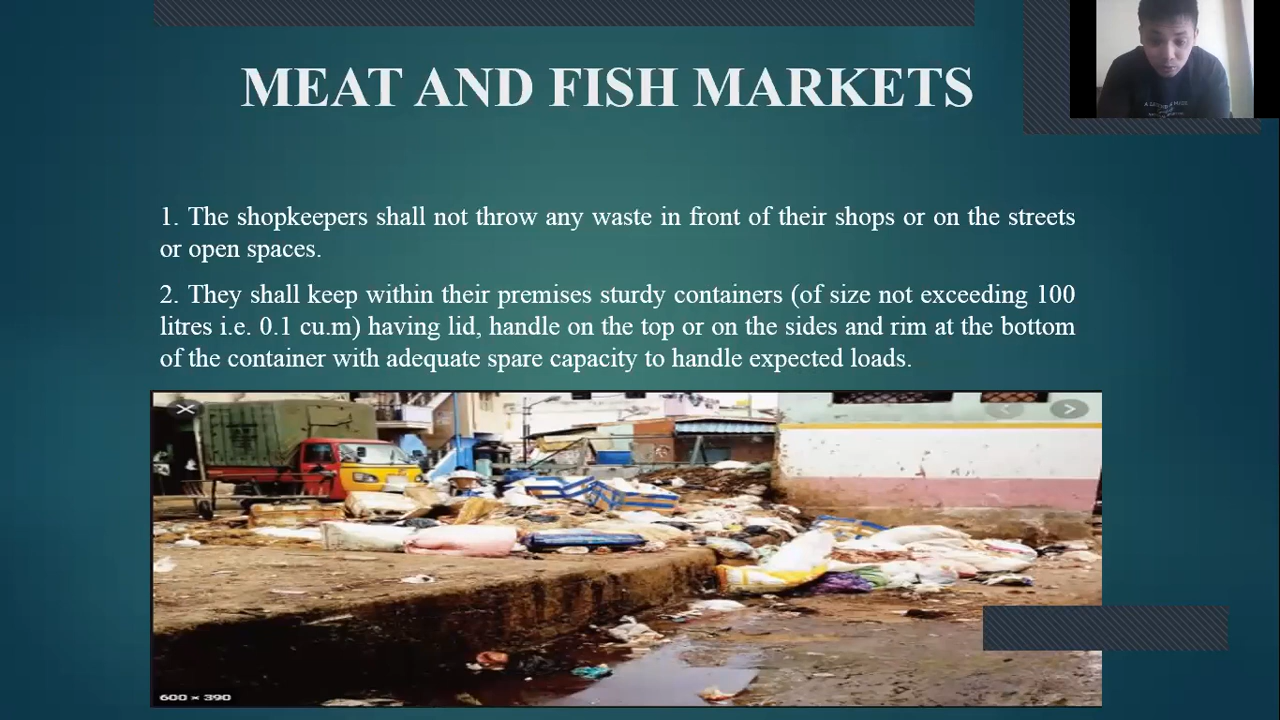 MEAT AND FISH MARKETS
1. The shopkeepers shall not throw any waste in front of their shops or on the streets
or open spaces.
2. They shall keep within their premises sturdy containers (of size not exceeding 100
litres i.e. 0.1 cu.m) having lid, handle on the top or on the sides and rim at the bottom
of the container with adequate spare capacity to handle expected loads.
600 × 390